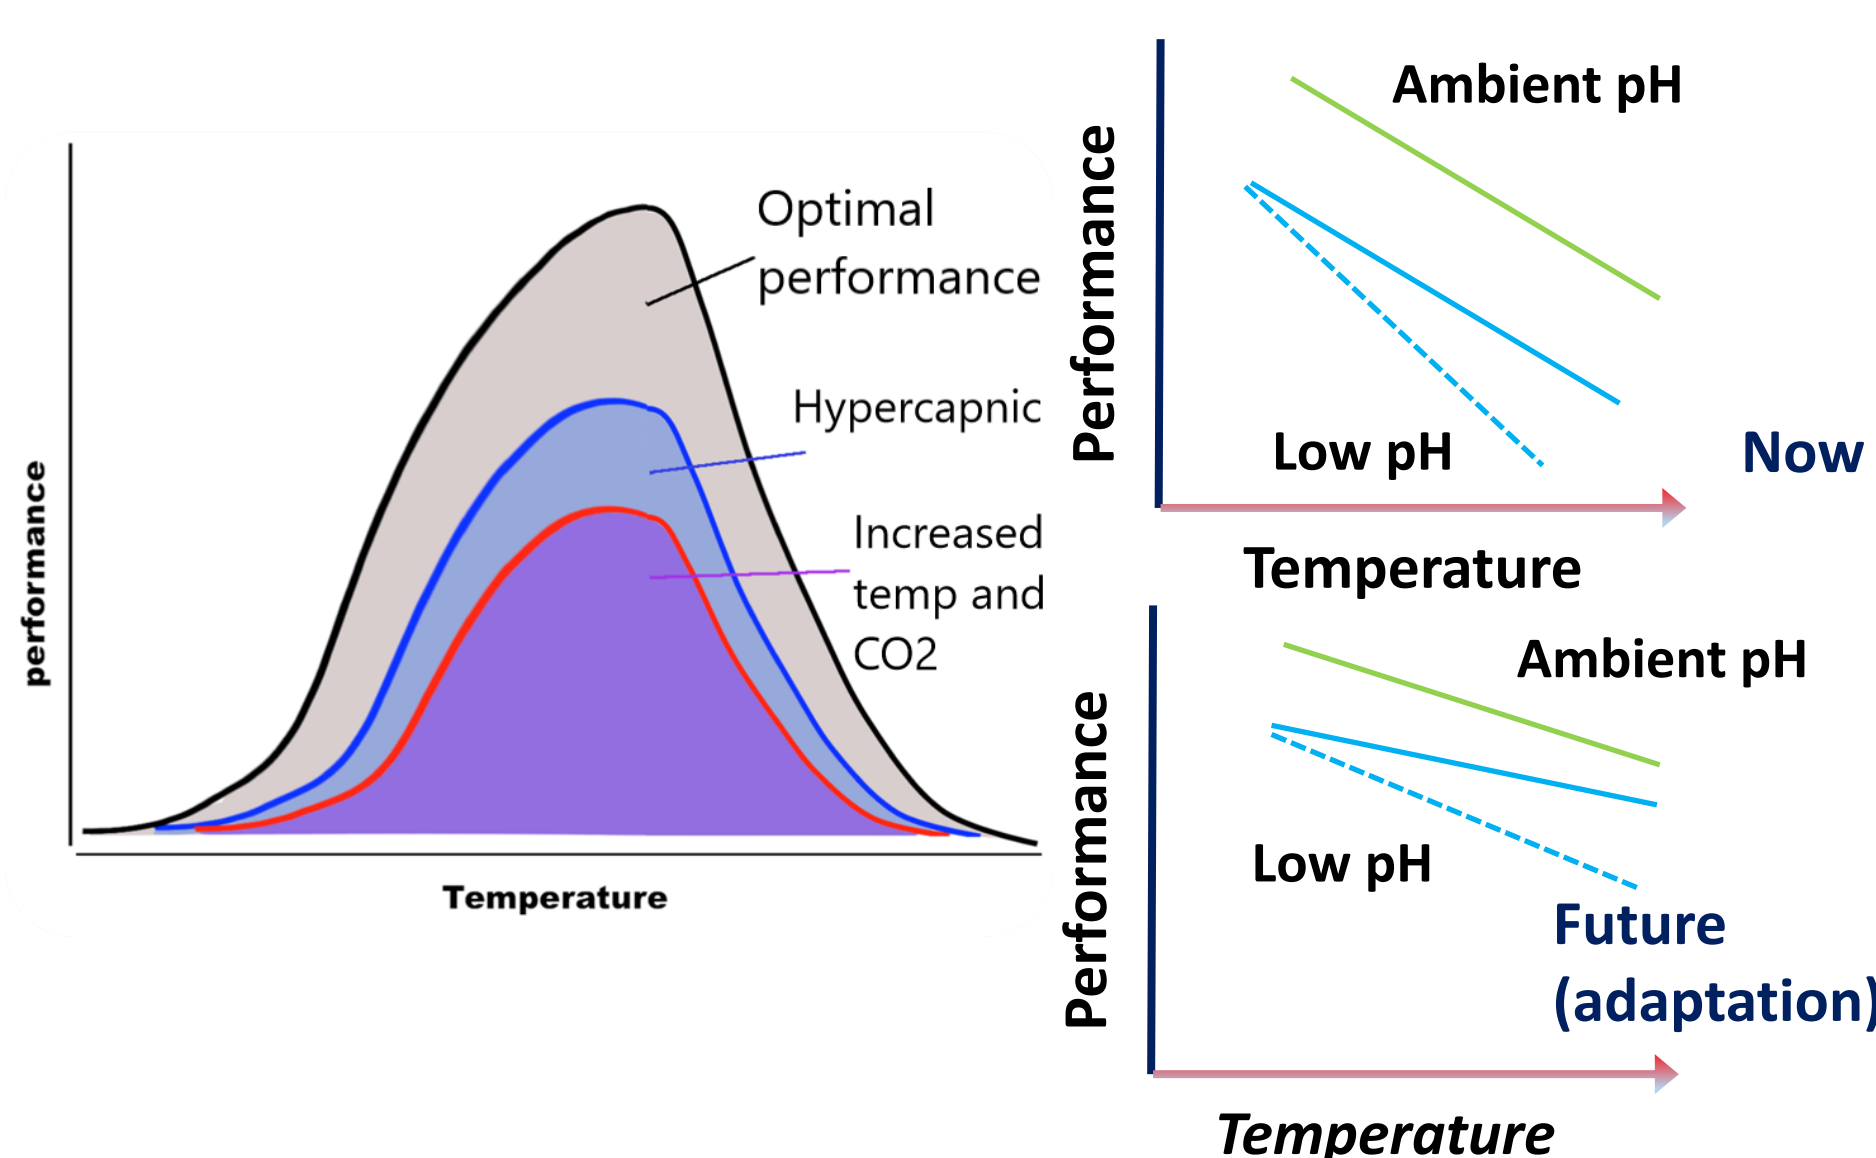 performance
Optimal
performance
Hypercapnic
Increased
temp and
CO2
Temperature
Performance
Ambient pH
Low pH
Now
Temperature
Performance
Ambient pH
Low pH
Future
(adaptation)
Temperature